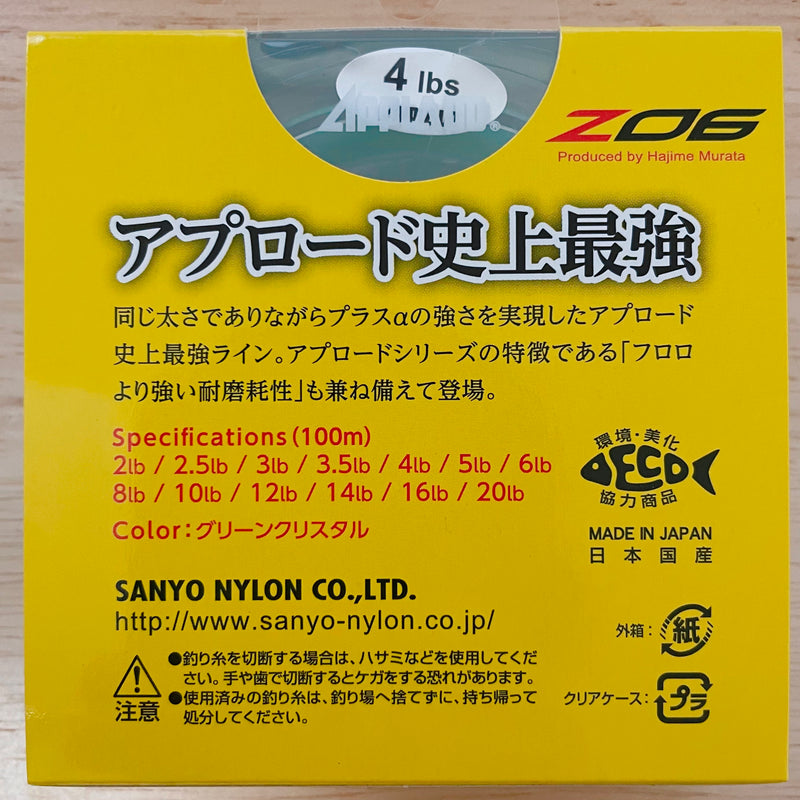 4 lbs
APPLAUD®
Z06
Produced by Hajime Murata
アプロード史上最強
同じ太さでありながらプラスαの強さを実現したアプロード
史上最強ライン。アプロードシリーズの特徴である「フロロ
より強い耐磨耗性」も兼ね備えて登場。
Specifications (100m)
2lb / 2.5lb / 3lb / 3.5lb / 4lb / 5lb / 6lb
8lb / 10lb / 12lb / 14lb / 16lb / 20lb
Color:グリーンクリスタル
環境・美化
ECO
協力商品
MADE IN JAPAN
日本国産
SANYO NYLON CO.,LTD.
http://www.sanyo-nylon.co.jp/
注意
●釣り糸を切断する場合は、ハサミなどを使用してくだ
さい。手や歯で切断するとケガをする恐れがあります。
●使用済みの釣り糸は、釣り場へ捨てずに、持ち帰って
処分してください。
外箱:紙
クリアケース:プラ